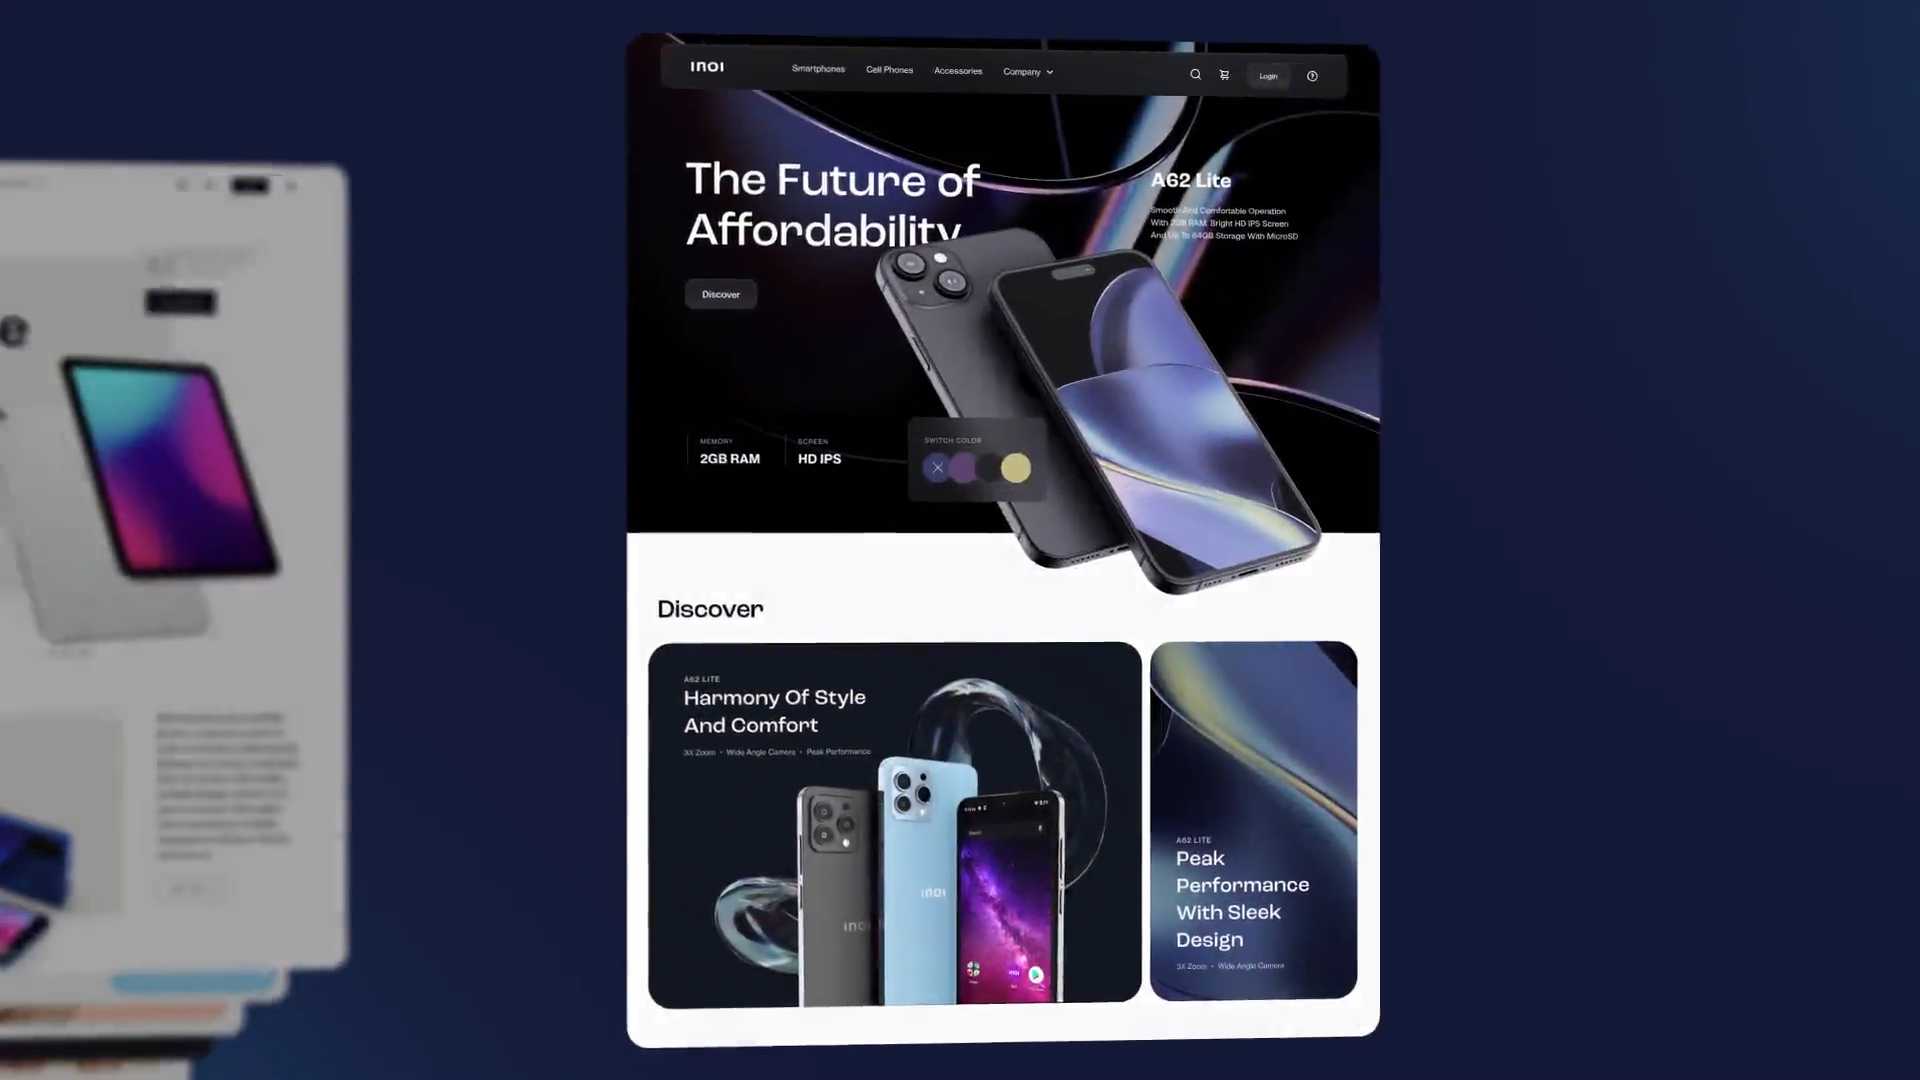 INOI
Smartphones
Cell Phones
Accessories
Company
Login
The Future of
Affordability
Discover
A62 Lite
Smooth And Comfortable Operation
With 2GB RAM, Bright HD IPS Screen
And Up To 64GB Storage With MicroSD
MEMORY
2GB RAM
SCREEN
HD IPS
SWITCH COLOR
Discover
A62 LITE
Harmony Of Style
And Comfort
3X Zoom • Wide Angle Camera • Peak Performance
INOI
INOI
A62 LITE
Peak
Performance
With Sleek
Design
3X Zoom • Wide Angle Camera
e